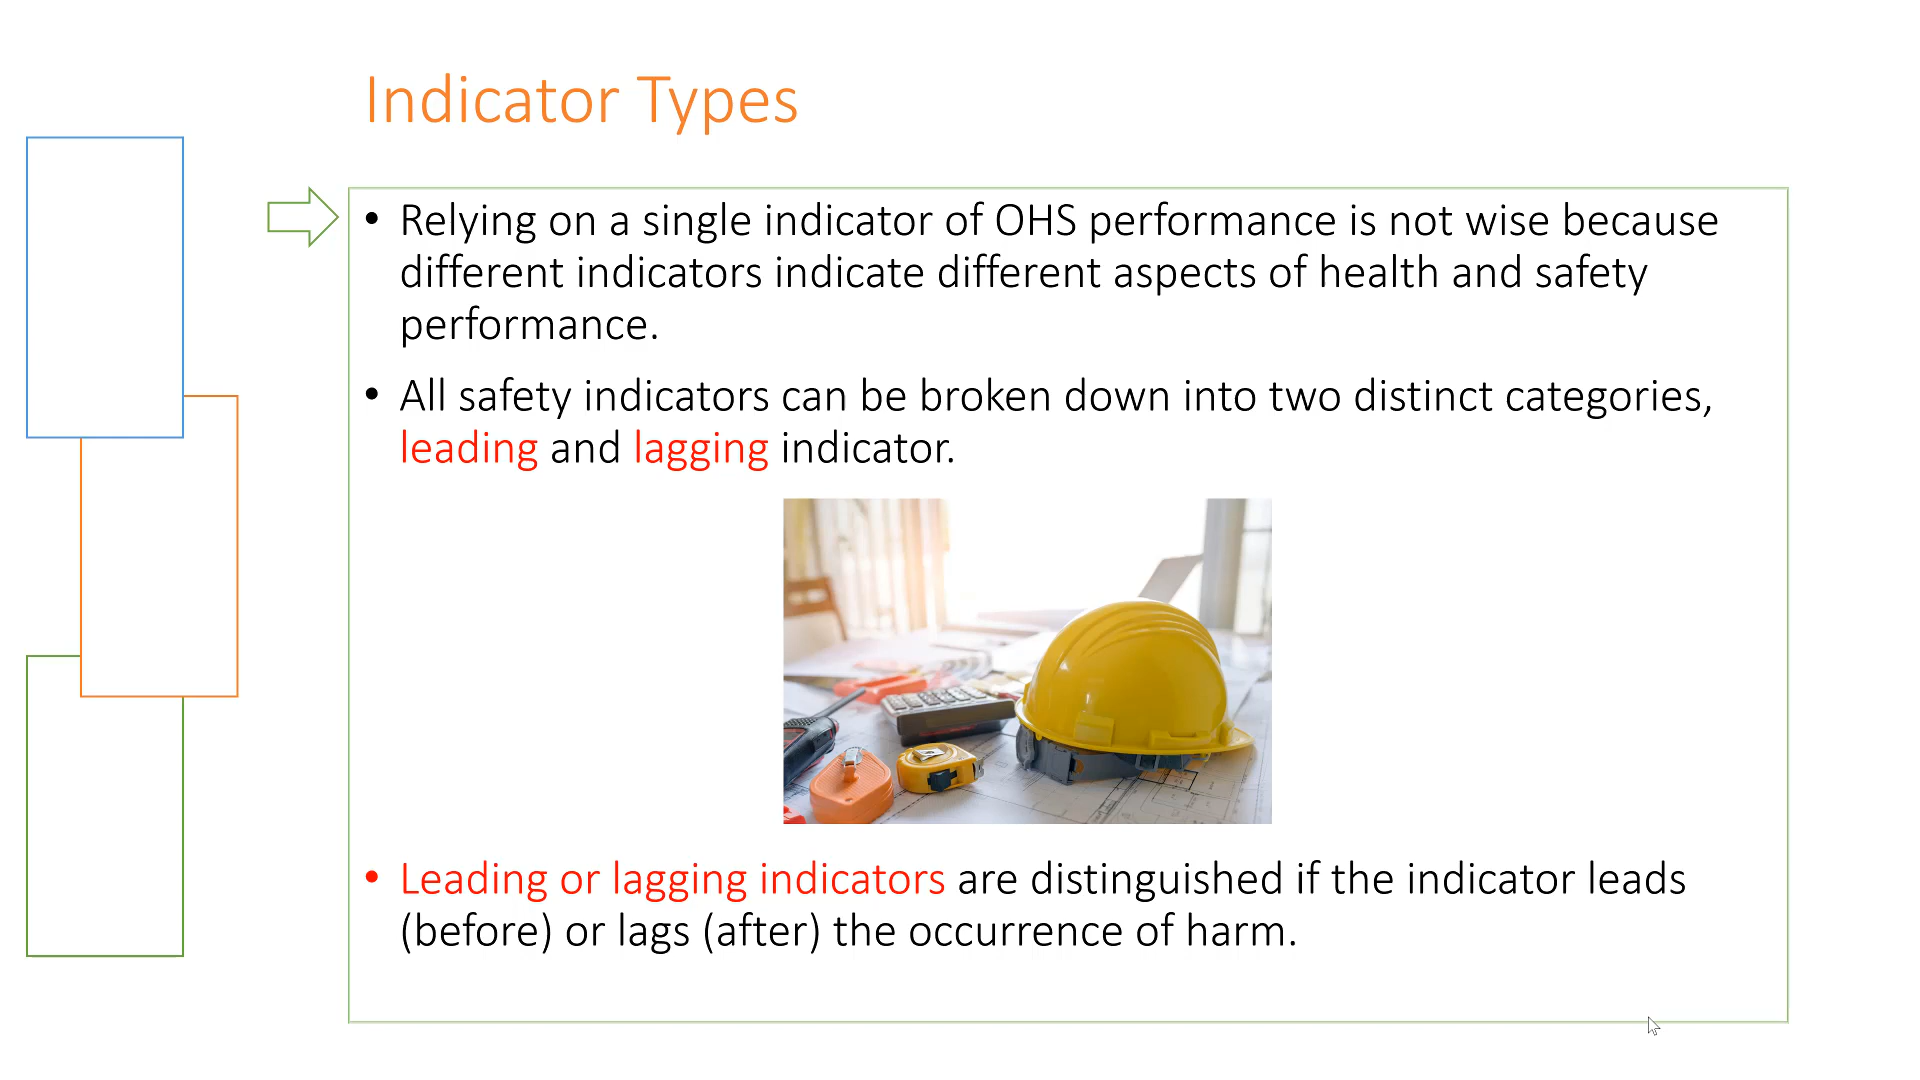 Indicator Types
• Relying on a single indicator of OHS performance is not wise because
different indicators indicate different aspects of health and safety
performance.
• All safety indicators can be broken down into two distinct categories,
leading and lagging indicator.
• Leading or lagging indicators are distinguished if the indicator leads
(before) or lags (after) the occurrence of harm.